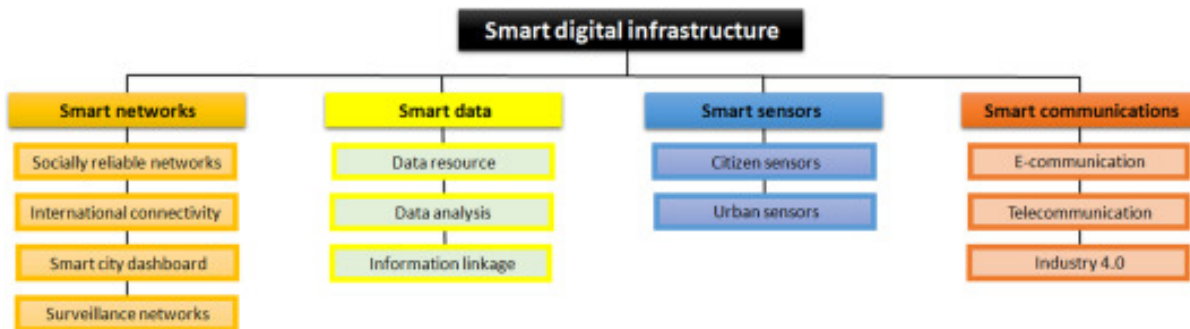 Smart digital infrastructure
Smart networks
Socially reliable networks
International connectivity
Smart city dashboard
Surveillance networks
Smart data
Data resource
Data analysis
Information linkage
Smart sensors
Citizen sensors
Urban sensors
Smart communications
E-communication
Telecommunication
Industry 4.0